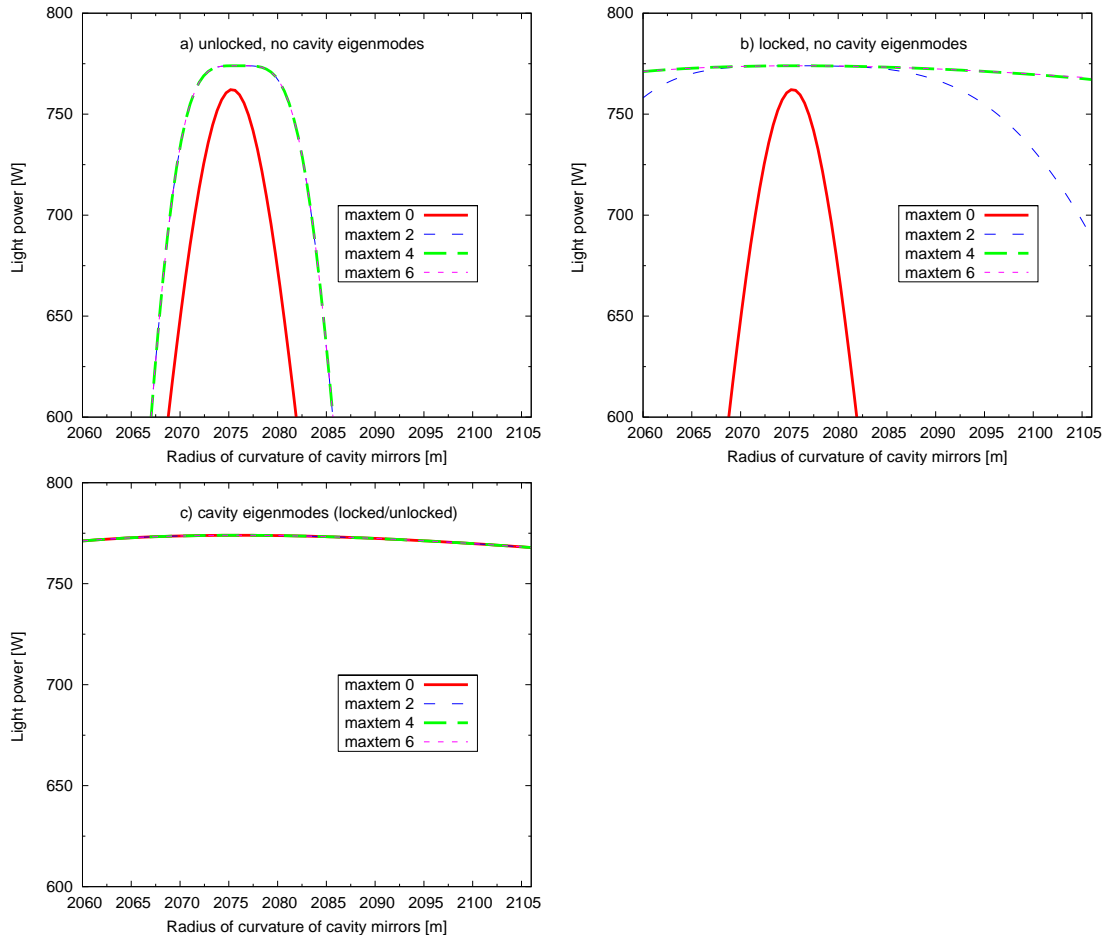 a) unlocked, no cavity eigenmodes
800
750
700
650
600
Light power [W]
maxtem 0
maxtem 2
maxtem 4
maxtem 6
2060 2065 2070 2075 2080 2085 2090 2095 2100 2105
Radius of curvature of cavity mirrors [m]
b) locked, no cavity eigenmodes
800
750
700
650
600
Light power [W]
maxtem 0
maxtem 2
maxtem 4
maxtem 6
2060 2065 2070 2075 2080 2085 2090 2095 2100 2105
Radius of curvature of cavity mirrors [m]
c) cavity eigenmodes (locked/unlocked)
800
750
700
650
600
Light power [W]
maxtem 0
maxtem 2
maxtem 4
maxtem 6
2060 2065 2070 2075 2080 2085 2090 2095 2100 2105
Radius of curvature of cavity mirrors [m]